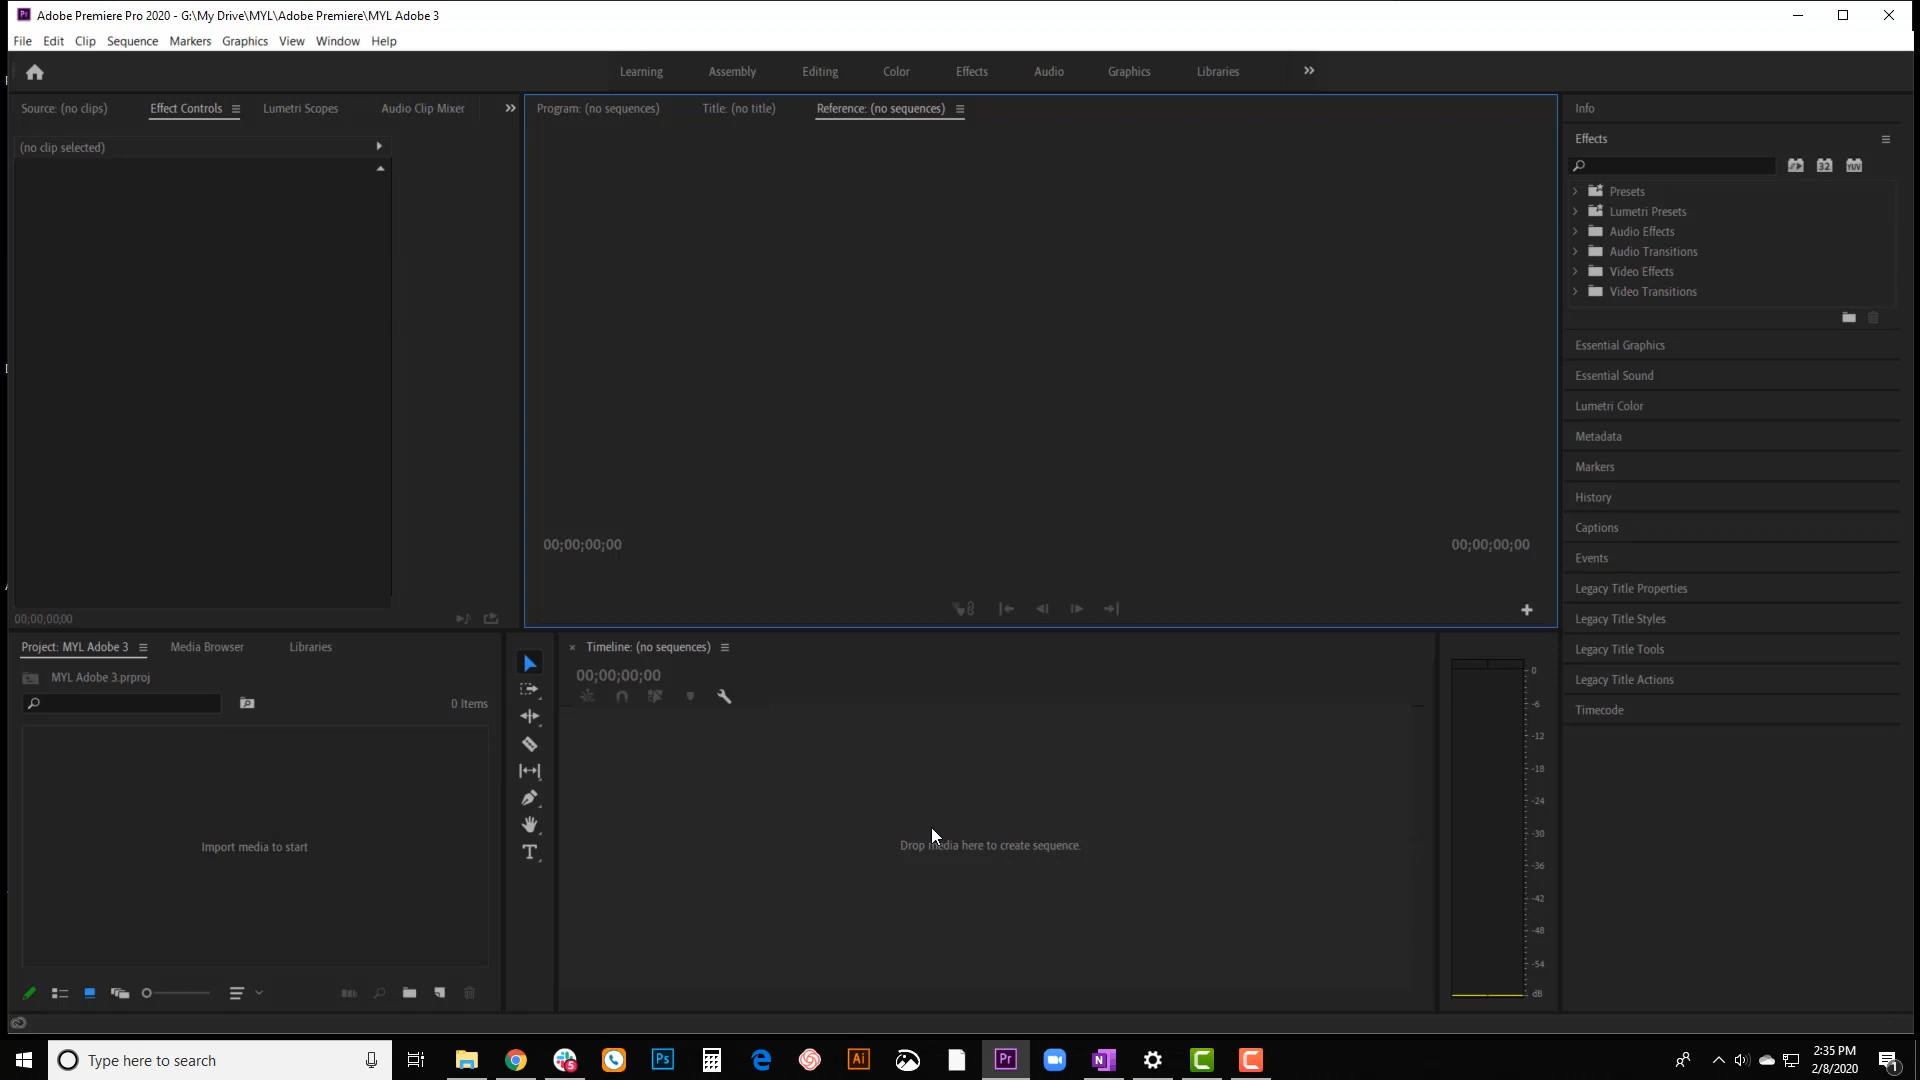 Adobe Premiere Pro 2020 - G:\My Drive\MYL\Adobe Premiere\MYL Adobe 3
File Edit Clip Sequence Markers Graphics View Window Help
Learning Assembly Editing Color Effects Audio Graphics Libraries
Source: (no clips) Effect Controls Lumetri Scopes Audio Clip Mixer
Program: (no sequences) Title: (no title) Reference: (no sequences)
Info
(no clip selected)
Effects
32 YUV
Presets
Lumetri Presets
Audio Effects
Audio Transitions
Video Effects
Video Transitions
Essential Graphics
Essential Sound
Lumetri Color
Metadata
Markers
History
Captions
Events
Legacy Title Properties
Legacy Title Styles
Legacy Title Tools
Legacy Title Actions
Timecode
00;00;00;00 00;00;00;00
00;00;00;00
Project: MYL Adobe 3 Media Browser Libraries
MYL Adobe 3.prproj
0 Items
Import media to start
Timeline: (no sequences)
00;00;00;00
Drop media here to create sequence.
0
-6
-12
-18
-24
-30
-36
-42
-48
-54
dB
Type here to search
5
Ps
Ai
Pr
N
2:35 PM
2/8/2020
1